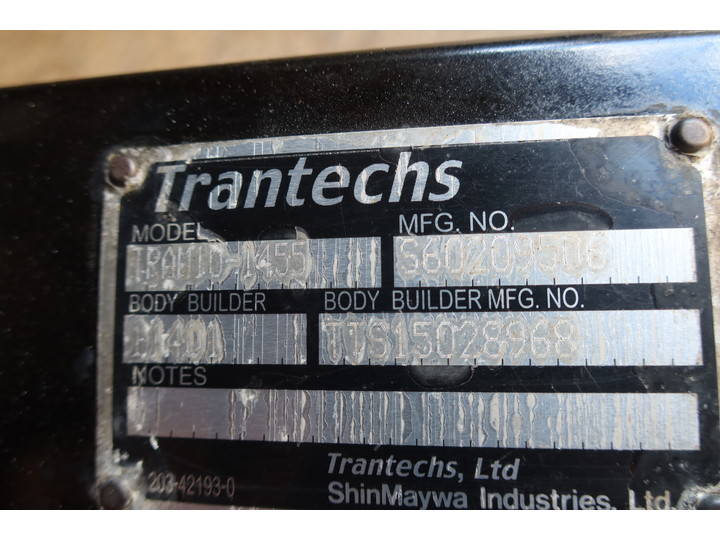 Trantechs
MODEL MFG. NO.
BODY BUILDER BODY BUILDER MFG. NO.
TTS15028968
NOTES
203-42193-0
Trantechs, Ltd
ShinMaywa Industries, Ltd.